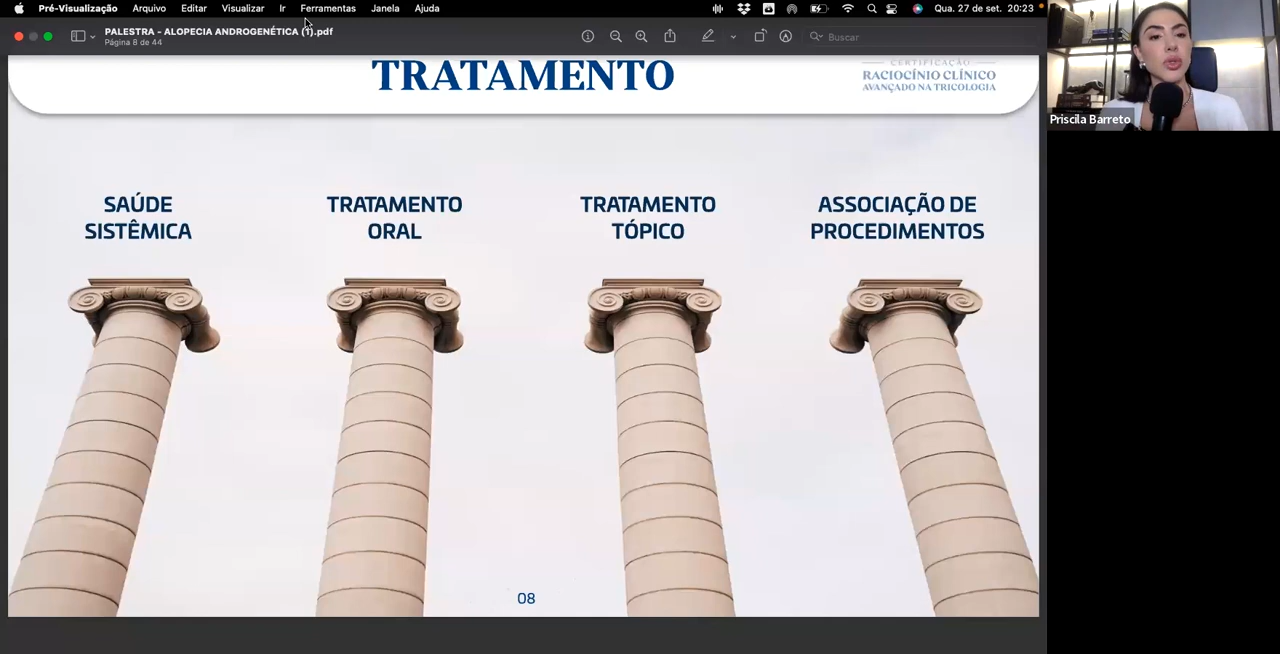 Pré-Visualização Arquivo Editar Visualizar Ir Ferramentas Janela Ajuda Qua. 27 de set. 20:23
PALESTRA - ALOPECIA ANDROGENÉTICA (1).pdf
Página 8 de 44
Buscar
TRATAMENTO
CERTIFICAÇÃO
RACIOCÍNIO CLÍNICO
AVANÇADO NA TRICOLOGIA
Priscila Barreto
SAÚDE
SISTÊMICA
TRATAMENTO
ORAL
TRATAMENTO
TÓPICO
ASSOCIAÇÃO DE
PROCEDIMENTOS
08